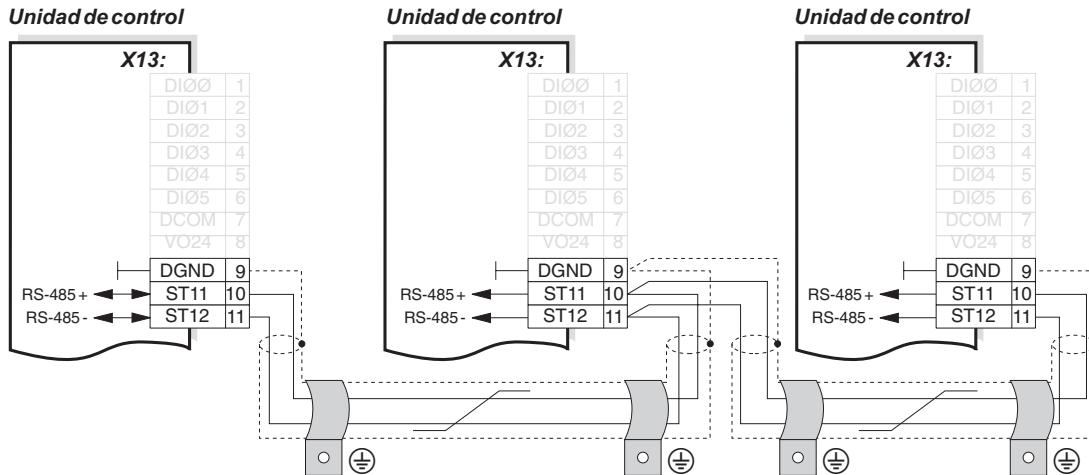 Unidad de control
X13:
DIØØ 1
DIØ1 2
DIØ2 3
DIØ3 4
DIØ4 5
DIØ5 6
DCOM 7
VO24 8
DGND 9
RS-485+ ST11 10
RS-485- ST12 11
Unidad de control
X13:
DIØØ 1
DIØ1 2
DIØ2 3
DIØ3 4
DIØ4 5
DIØ5 6
DCOM 7
VO24 8
DGND 9
RS-485+ ST11 10
RS-485- ST12 11
Unidad de control
X13:
DIØØ 1
DIØ1 2
DIØ2 3
DIØ3 4
DIØ4 5
DIØ5 6
DCOM 7
VO24 8
DGND 9
RS-485+ ST11 10
RS-485- ST12 11